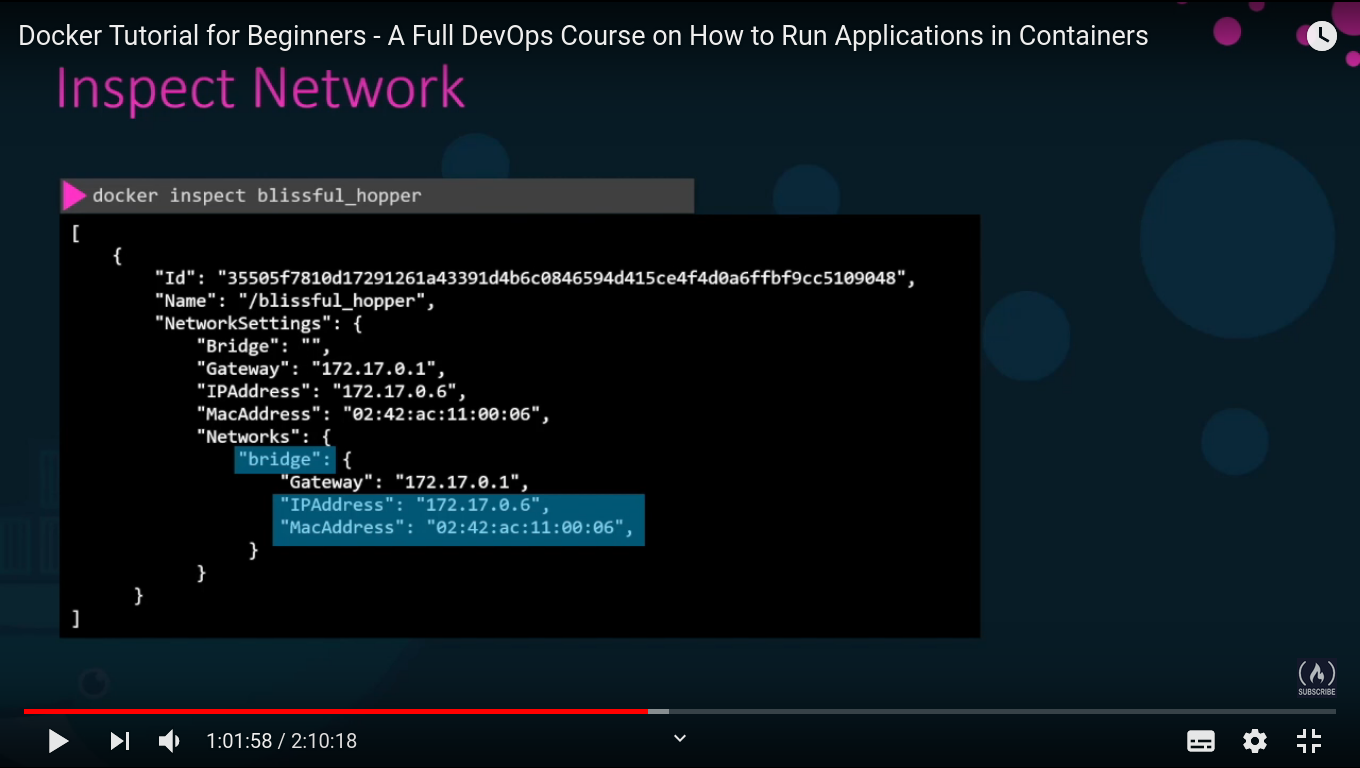 Docker Tutorial for Beginners - A Full DevOps Course on How to Run Applications in Containers
Inspect Network
docker inspect blissful_hopper
[
{
"Id": "35505f7810d17291261a43391d4b6c0846594d415ce4f4d0a6ffbf9cc5109048",
"Name": "/blissful_hopper",
"NetworkSettings": {
"Bridge": "",
"Gateway": "172.17.0.1",
"IPAddress": "172.17.0.6",
"MacAddress": "02:42:ac:11:00:06",
"Networks": {
"bridge": {
"Gateway": "172.17.0.1",
"IPAddress": "172.17.0.6",
"MacAddress": "02:42:ac:11:00:06",
}
}
}
]
SUBSCRIBE
1:01:58 / 2:10:18